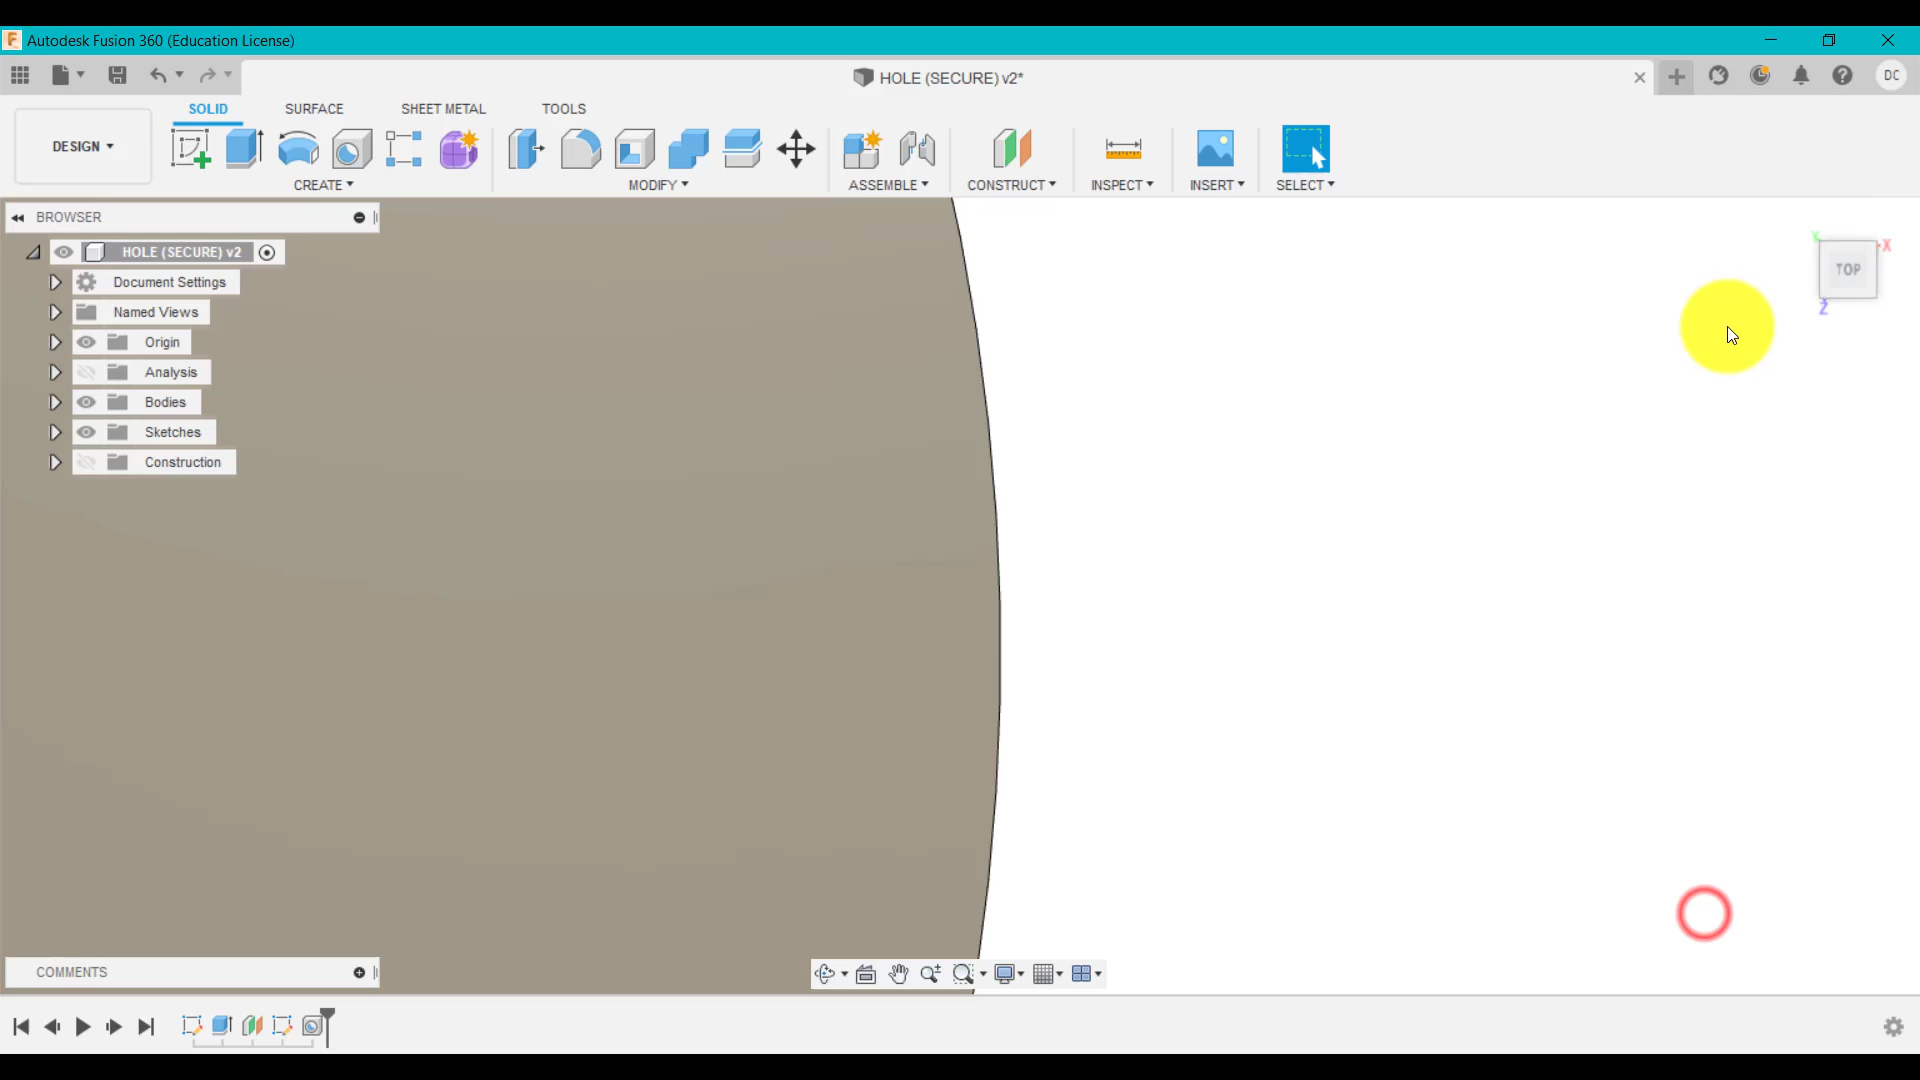 Autodesk Fusion 360 (Education License)
HOLE (SECURE) v2*
DC
SOLID SURFACE SHEET METAL TOOLS
DESIGN
CREATE MODIFY ASSEMBLE CONSTRUCT INSPECT INSERT SELECT
BROWSER
HOLE (SECURE) v2
Document Settings
Named Views
Origin
Analysis
Bodies
Sketches
Construction
Y
X
TOP
Z
COMMENTS